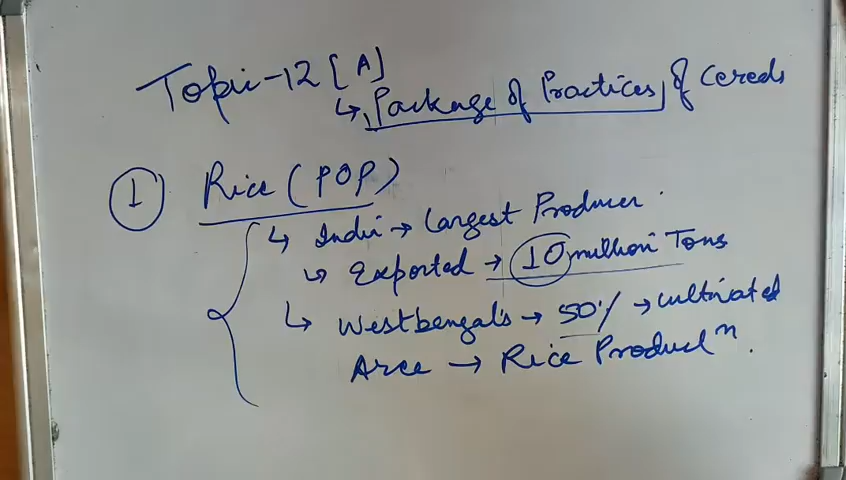 Topic-12 [A]
↳ Package of Practices of Cereals
1 Rice (POP)
↳ India → Largest Producer.
↳ Exported → 10 million Tons
↳ Westbengal's → 50% → cultivated
Area → Rice Productⁿ.